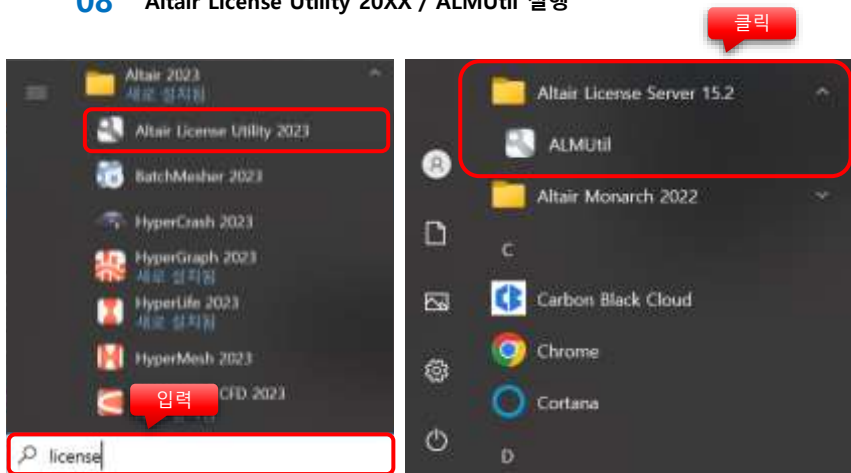 08 Altair License Utility 20XX / ALMUtil 실행
클릭
Altair 2023
새로 설치됨
Altair License Utility 2023
BatchMesher 2023
HyperCrash 2023
HyperGraph 2023
새로 설치됨
HyperLife 2023
새로 설치됨
HyperMesh 2023
CFD 2023
입력
license
Altair License Server 15.2
ALMUtil
Altair Monarch 2022
C
Carbon Black Cloud
Chrome
Cortana
D